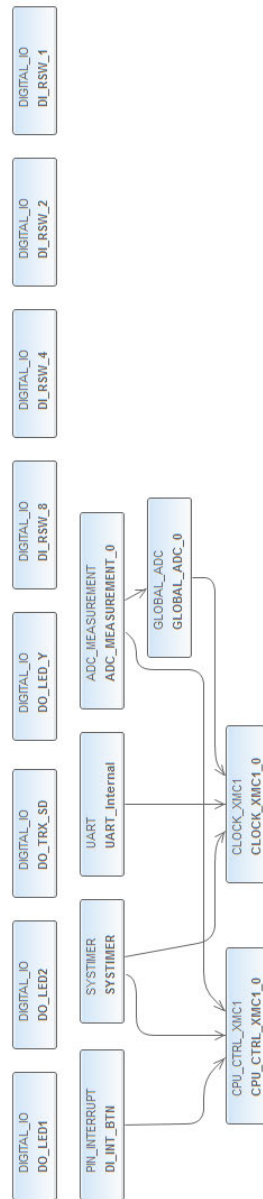 DIGITAL_IO
DO_LED1
DIGITAL_IO
DO_LED2
DIGITAL_IO
DO_TRX_SD
DIGITAL_IO
DO_LED_Y
DIGITAL_IO
DI_RSW_8
DIGITAL_IO
DI_RSW_4
DIGITAL_IO
DI_RSW_2
DIGITAL_IO
DI_RSW_1
PIN_INTERRUPT
DI_INT_BTN
SYSTIMER
SYSTIMER
UART
UART_Internal
ADC_MEASUREMENT
ADC_MEASUREMENT_0
GLOBAL_ADC
GLOBAL_ADC_0
CPU_CTRL_XMC1
CPU_CTRL_XMC1_0
CLOCK_XMC1
CLOCK_XMC1_0